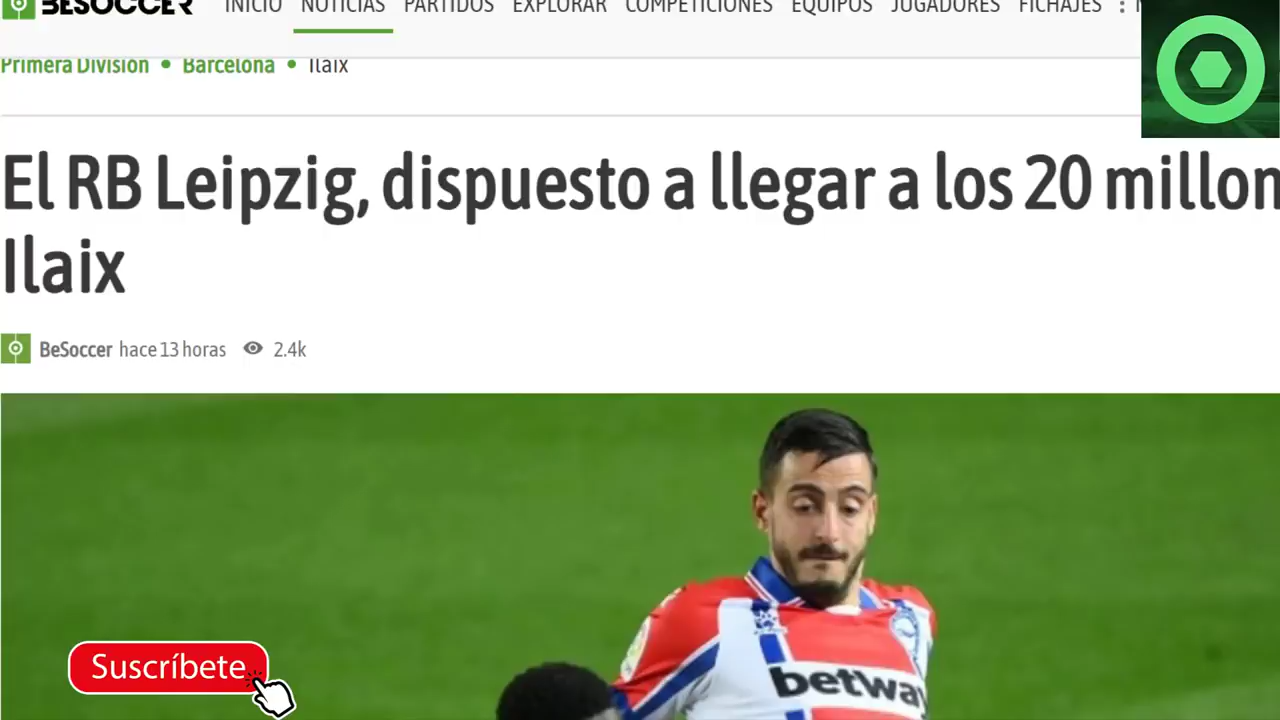 BESOCCER INICIO NOTICIAS PARTIDOS EXPLORAR COMPETICIONES EQUIPOS JUGADORES FICHAJES
Primera División • Barcelona • Ilaix
El RB Leipzig, dispuesto a llegar a los 20 millon
Ilaix
BeSoccer hace 13 horas 2.4k
betway
Suscríbete